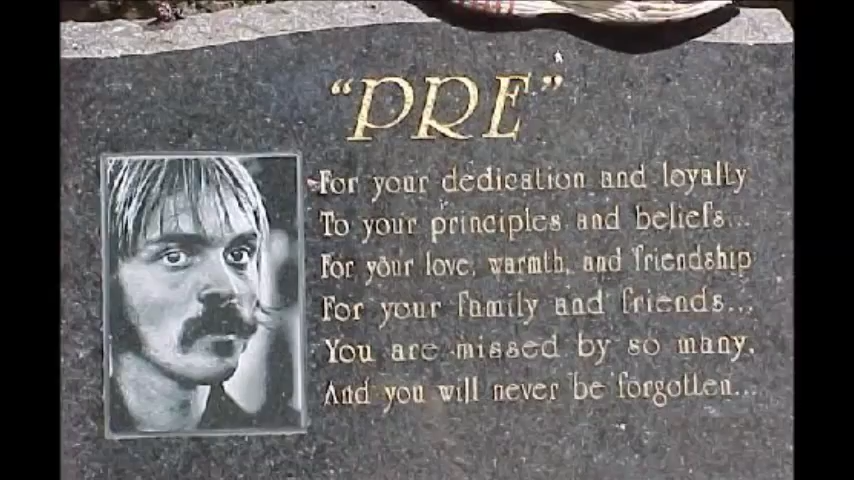 “PRE”
For your dedication and loyalty
To your principles and beliefs...
For your love, warmth, and friendship
For your family and friends...
You are missed by so many,
And you will never be forgotten...